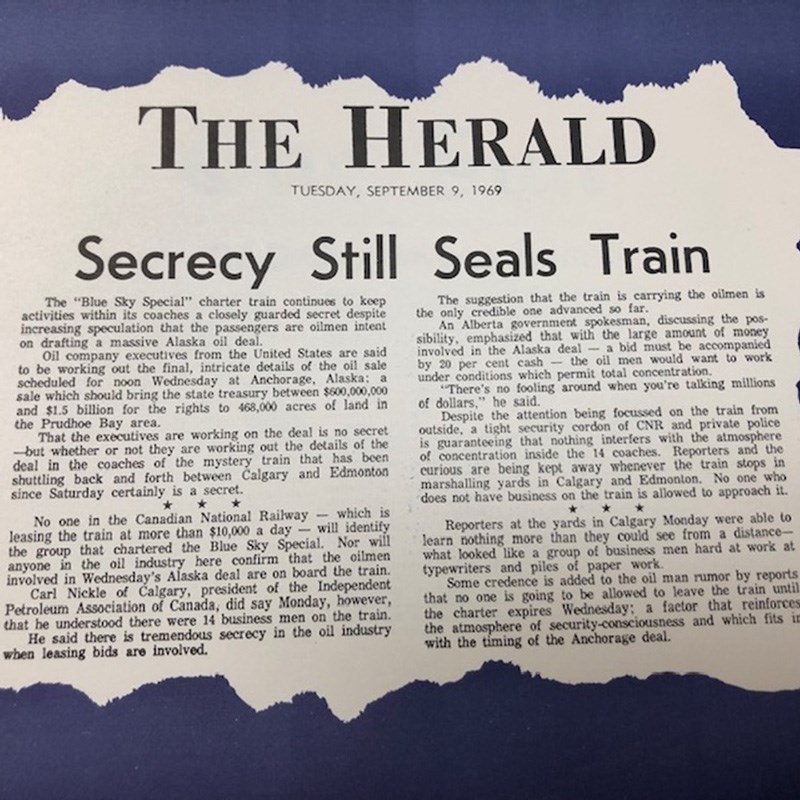 THE HERALD
TUESDAY, SEPTEMBER 9, 1969
Secrecy Still Seals Train
The "Blue Sky Special" charter train continues to keep
activities within its coaches a closely guarded secret despite
increasing speculation that the passengers are oilmen intent
on drafting a massive Alaska oil deal.
Oil company executives from the United States are said
to be working out the final, intricate details of the oil sale
scheduled for noon Wednesday at Anchorage, Alaska: a
sale which should bring the state treasury between $600,000,000
and $1.5 billion for the rights to 468,000 acres of land in
the Prudhoe Bay area.
That the executives are working on the deal is no secret
—but whether or not they are working out the details of the
deal in the coaches of the mystery train that has been
shuttling back and forth between Calgary and Edmonton
since Saturday certainly is a secret.
★ ★ ★
No one in the Canadian National Railway — which is
leasing the train at more than $10,000 a day — will identify
the group that chartered the Blue Sky Special. Nor will
anyone in the oil industry here confirm that the oilmen
involved in Wednesday's Alaska deal are on board the train.
Carl Nickle of Calgary, president of the Independent
Petroleum Association of Canada, did say Monday, however,
that he understood there were 14 business men on the train.
He said there is tremendous secrecy in the oil industry
when leasing bids are involved.
The suggestion that the train is carrying the oilmen is
the only credible one advanced so far.
An Alberta government spokesman, discussing the pos-
sibility, emphasized that with the large amount of money
involved in the Alaska deal — a bid must be accompanied
by 20 per cent cash — the oil men would want to work
under conditions which permit total concentration.
"There's no fooling around when you're talking millions
of dollars," he said.
Despite the attention being focussed on the train from
outside, a tight security cordon of CNR and private police
is guaranteeing that nothing interfers with the atmosphere
of concentration inside the 14 coaches. Reporters and the
curious are being kept away whenever the train stops in
marshalling yards in Calgary and Edmonton. No one who
does not have business on the train is allowed to approach it.
★ ★ ★
Reporters at the yards in Calgary Monday were able to
learn nothing more than they could see from a distance—
what looked like a group of business men hard at work at
typewriters and piles of paper work.
Some credence is added to the oil man rumor by reports
that no one is going to be allowed to leave the train until
the charter expires Wednesday; a factor that reinforces
the atmosphere of security-consciousness and which fits in
with the timing of the Anchorage deal.